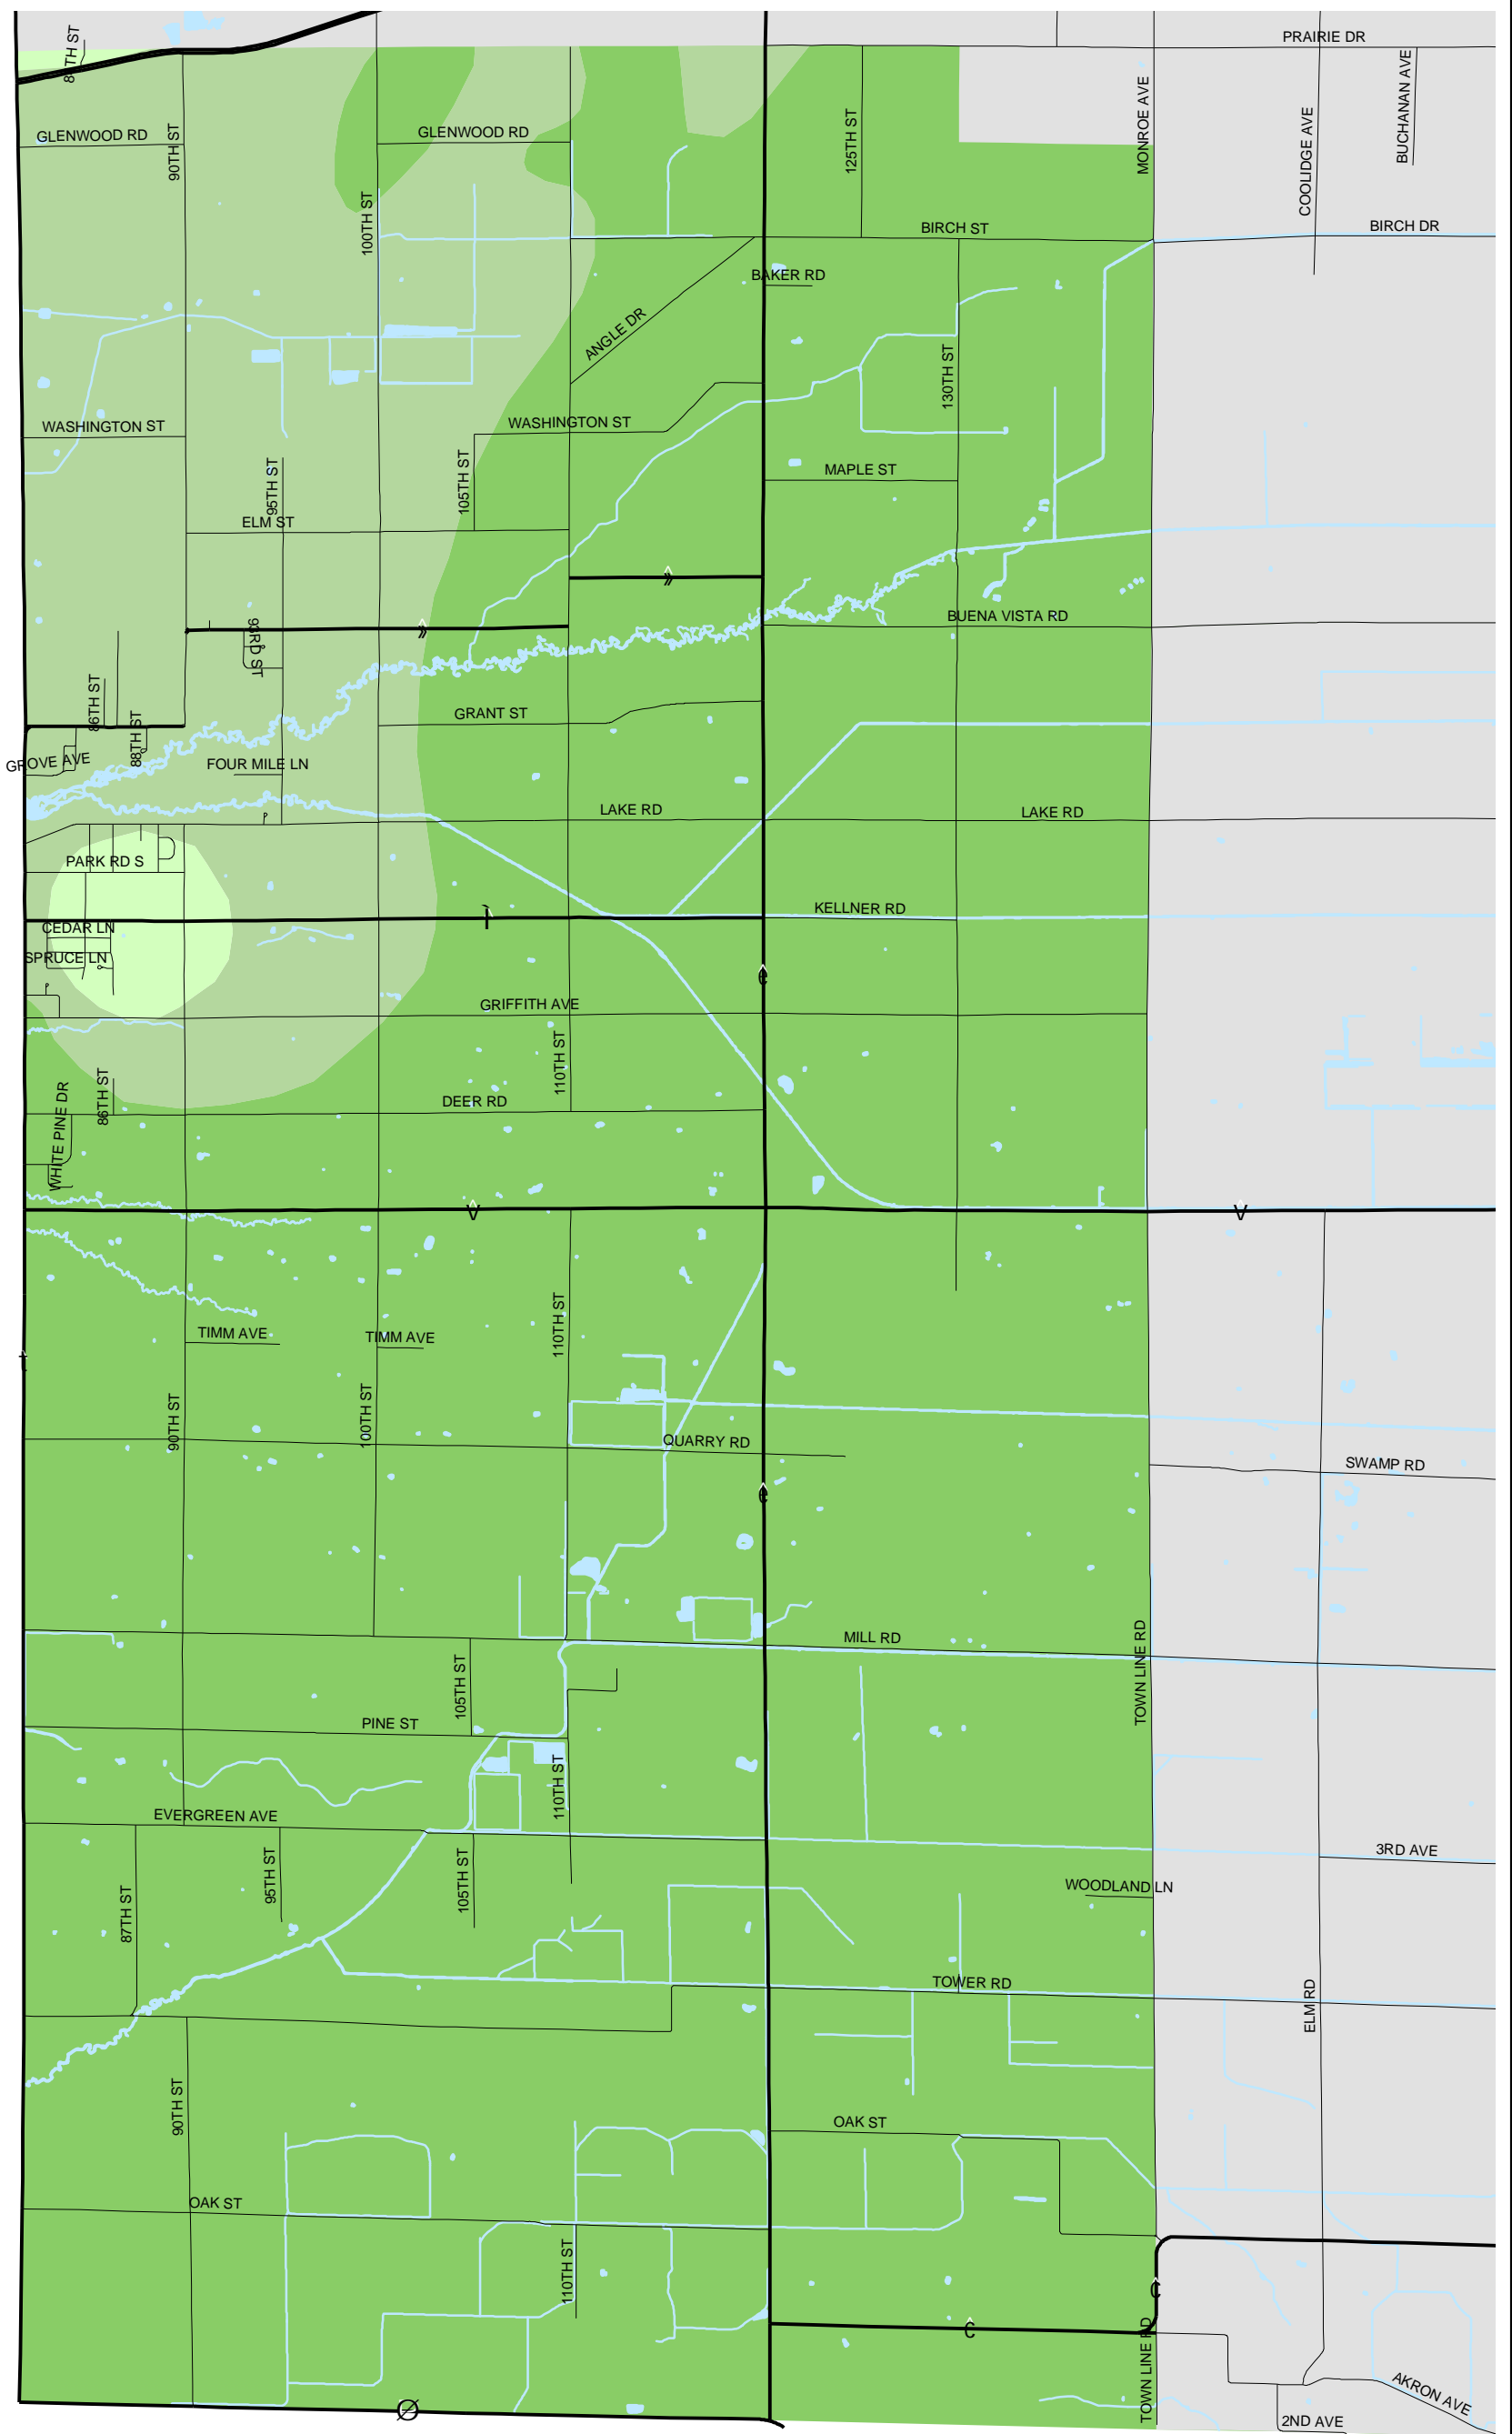 PRAIRIE DR
GLENWOOD RD
90TH ST
GLENWOOD RD
100TH ST
125TH ST
MONROE AVE
COOLIDGE AVE
BUCHANAN AVE
BIRCH ST
BIRCH DR
BAKER RD
ANGLE DR
130TH ST
WASHINGTON ST
WASHINGTON ST
95TH ST
105TH ST
MAPLE ST
ELM ST
93RD ST
BUENA VISTA RD
86TH ST
88TH ST
GRANT ST
GROVE AVE
FOUR MILE LN
LAKE RD
LAKE RD
PARK RD S
KELLNER RD
CEDAR LN
SPRUCE LN
e
GRIFFITH AVE
110TH ST
86TH ST
WHITE PINE DR
DEER RD
V
V
TIMM AVE
TIMM AVE
110TH ST
t
90TH ST
100TH ST
QUARRY RD
SWAMP RD
e
MILL RD
105TH ST
TOWN LINE RD
PINE ST
110TH ST
EVERGREEN AVE
3RD AVE
87TH ST
95TH ST
105TH ST
WOODLAND LN
TOWER RD
ELM RD
90TH ST
OAK ST
OAK ST
110TH ST
C
C
TOWN LINE RD
AKRON AVE
2ND AVE